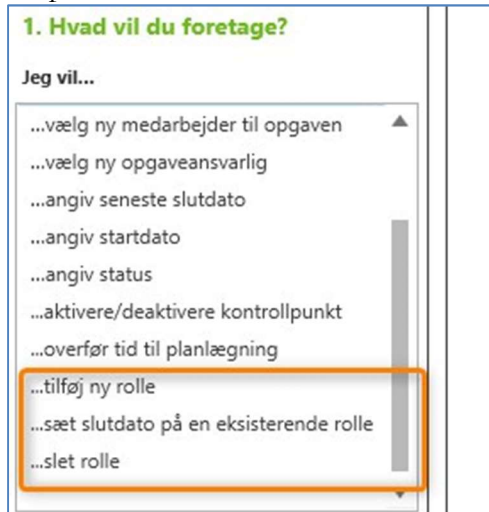 1. Hvad vil du foretage?
Jeg vil...
...vælg ny medarbejder til opgaven
...vælg ny opgaveansvarlig
...angiv seneste slutdato
...angiv startdato
...angiv status
...aktivere/deaktivere kontrollpunkt
...overfør tid til planlægning
...tilføj ny rolle
...sæt slutdato på en eksisterende rolle
...slet rolle